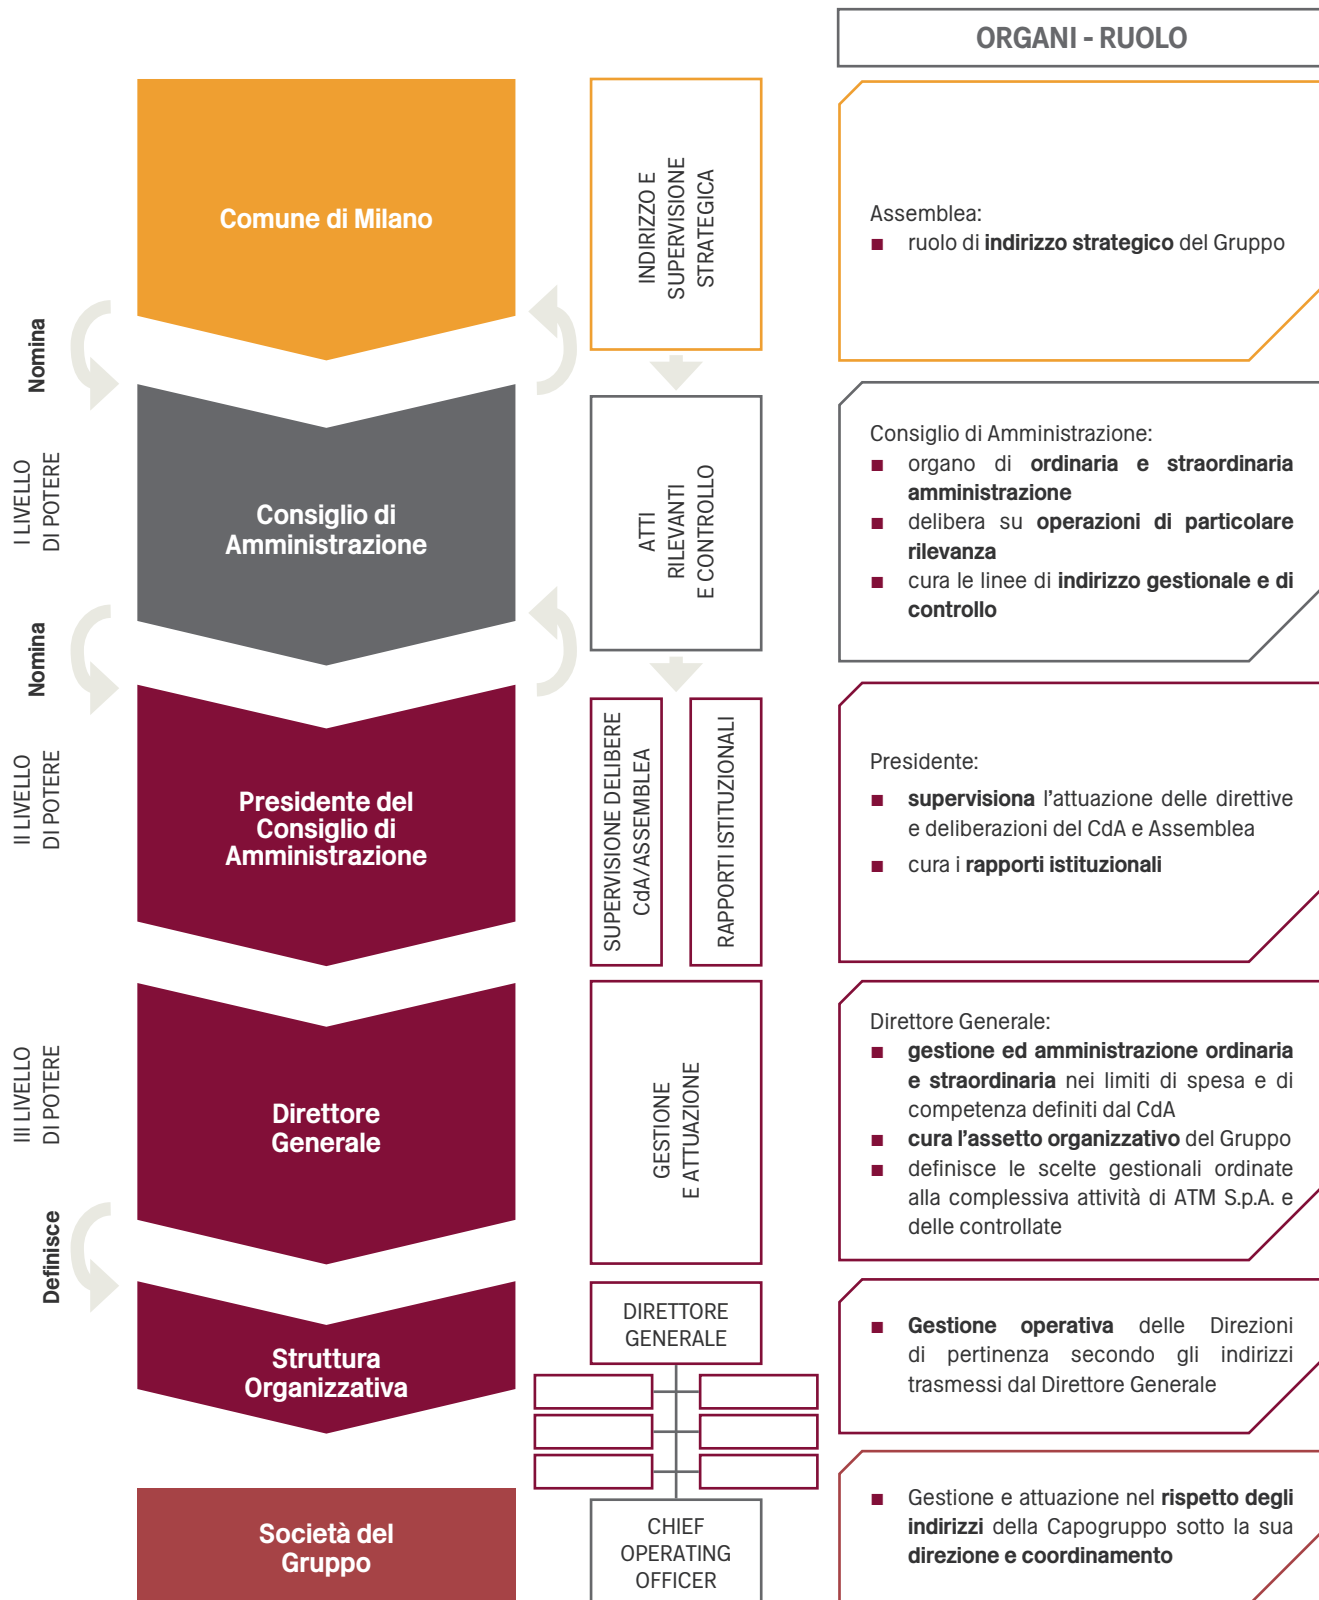 ORGANI - RUOLO
Comune di Milano
INDIRIZZO E
SUPERVISIONE
STRATEGICA
Assemblea:
■ ruolo di indirizzo strategico del Gruppo
Nomina
I LIVELLO
DI POTERE
Consiglio di
Amministrazione
ATTI
RILEVANTI
E CONTROLLO
Consiglio di Amministrazione:
■ organo di ordinaria e straordinaria
amministrazione
■ delibera su operazioni di particolare
rilevanza
■ cura le linee di indirizzo gestionale e di
controllo
Nomina
II LIVELLO
DI POTERE
Presidente del
Consiglio di
Amministrazione
SUPERVISIONE DELIBERE
CdA/ASSEMBLEA
RAPPORTI ISTITUZIONALI
Presidente:
■ supervisiona l'attuazione delle direttive
e deliberazioni del CdA e Assemblea
■ cura i rapporti istituzionali
III LIVELLO
DI POTERE
Direttore
Generale
GESTIONE
E ATTUAZIONE
Direttore Generale:
■ gestione ed amministrazione ordinaria
e straordinaria nei limiti di spesa e di
competenza definiti dal CdA
■ cura l'assetto organizzativo del Gruppo
■ definisce le scelte gestionali ordinate
alla complessiva attività di ATM S.p.A. e
delle controllate
Definisce
Struttura
Organizzativa
DIRETTORE
GENERALE
■ Gestione operativa delle Direzioni
di pertinenza secondo gli indirizzi
trasmessi dal Direttore Generale
Società del
Gruppo
CHIEF
OPERATING
OFFICER
■ Gestione e attuazione nel rispetto degli
indirizzi della Capogruppo sotto la sua
direzione e coordinamento